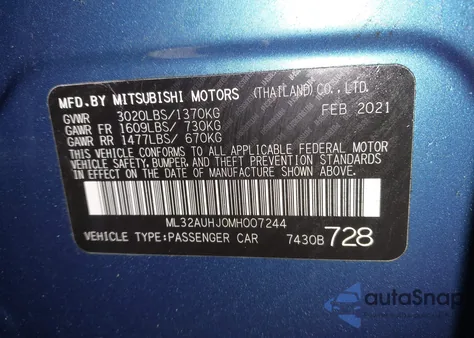 MFD.BY MITSUBISHI MOTORS (THAILAND) CO., LTD.
GVWR 3020LBS/1370KG FEB 2021
GAWR FR 1609LBS/ 730KG
GAWR RR 1477LBS/ 670KG
THIS VEHICLE CONFORMS TO ALL APPLICABLE FEDERAL MOTOR
VEHICLE SAFETY,BUMPER,AND THEFT PREVENTION STANDARDS IN
EFFECT ON THE DATE OF MANUFACTURE SHOWN ABOVE.
ML32AUHJ0MH007244
VEHICLE TYPE:PASSENGER CAR 7430B 728
autoSnap